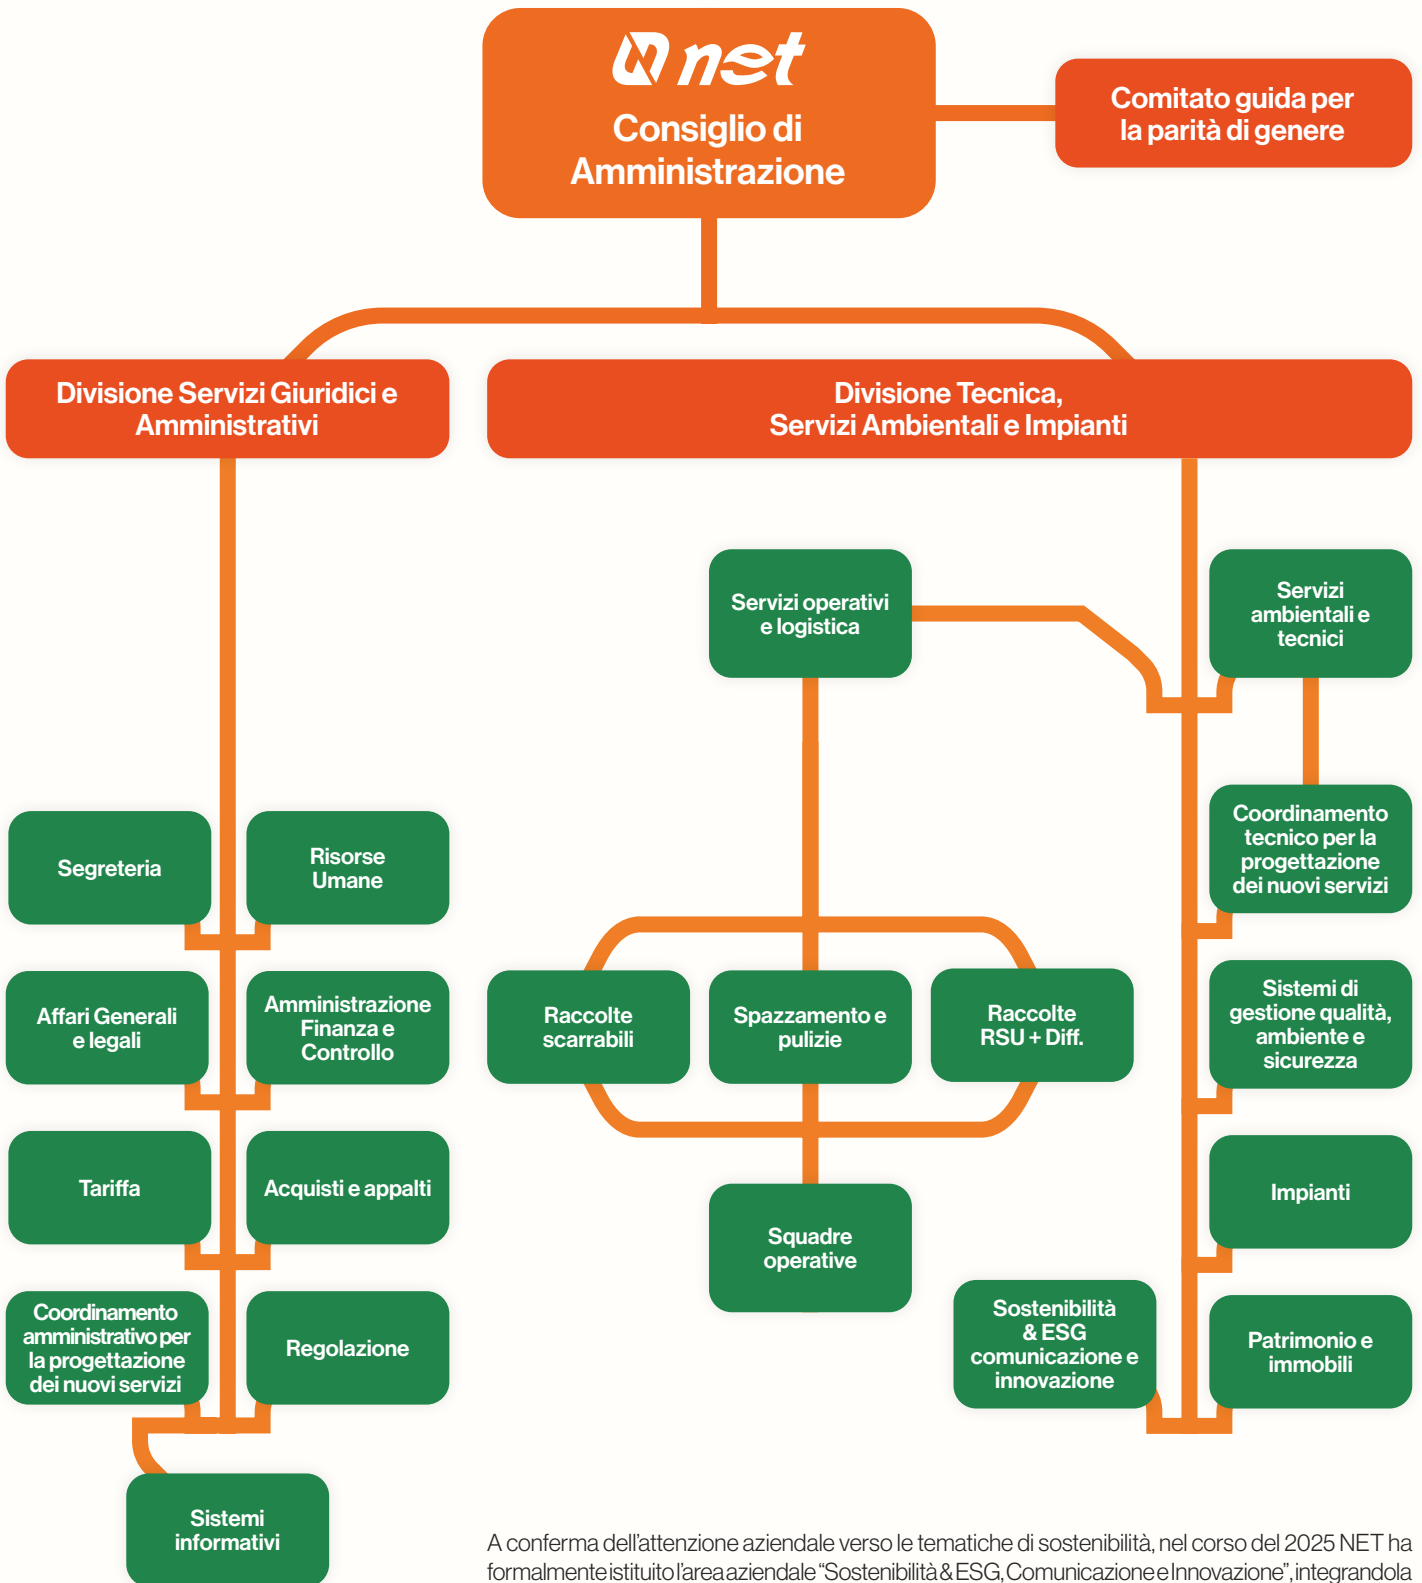 net
Consiglio di
Amministrazione
Comitato guida per
la parità di genere
Divisione Servizi Giuridici e
Amministrativi
Divisione Tecnica,
Servizi Ambientali e Impianti
Servizi operativi
e logistica
Servizi
ambientali e
tecnici
Segreteria
Risorse
Umane
Coordinamento
tecnico per la
progettazione
dei nuovi servizi
Affari Generali
e legali
Amministrazione
Finanza e
Controllo
Raccolte
scarrabili
Spazzamento e
pulizie
Raccolte
RSU + Diff.
Sistemi di
gestione qualità,
ambiente e
sicurezza
Tariffa
Acquisti e appalti
Squadre
operative
Impianti
Coordinamento
amministrativo per
la progettazione
dei nuovi servizi
Regolazione
Sostenibilità
& ESG
comunicazione e
innovazione
Patrimonio e
immobili
Sistemi
informativi
A conferma dell'attenzione aziendale verso le tematiche di sostenibilità, nel corso del 2025 NET ha
formalmente istituito l'area aziendale “Sostenibilità & ESG, Comunicazione e Innovazione”, integrandola